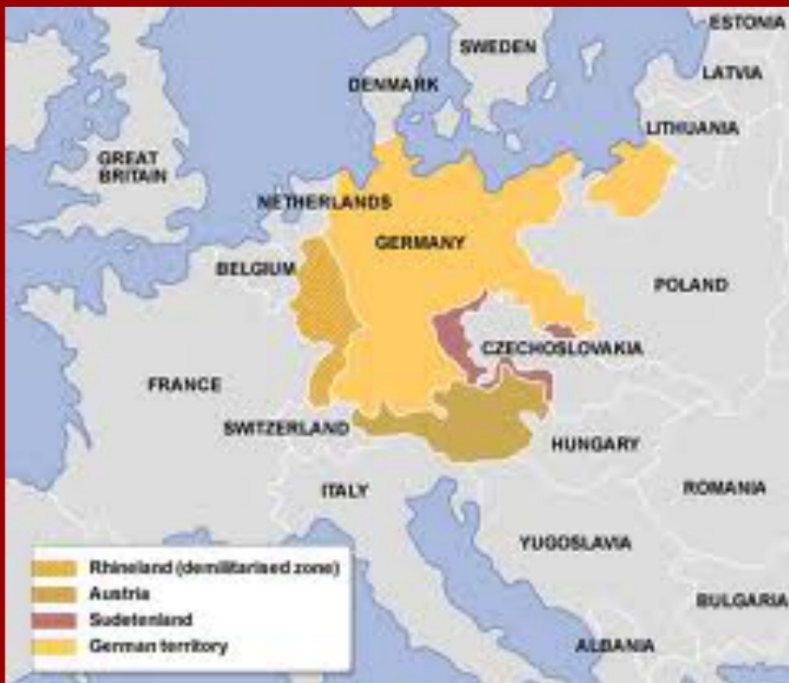 ESTONIA
SWEDEN
LATVIA
DENMARK
LITHUANIA
GREAT
BRITAIN
NETHERLANDS
GERMANY
BELGIUM
POLAND
CZECHOSLOVAKIA
FRANCE
SWITZERLAND
HUNGARY
ITALY
ROMANIA
YUGOSLAVIA
BULGARIA
ALBANIA
Rhineland (demilitarised zone)
Austria
Sudetenland
German territory